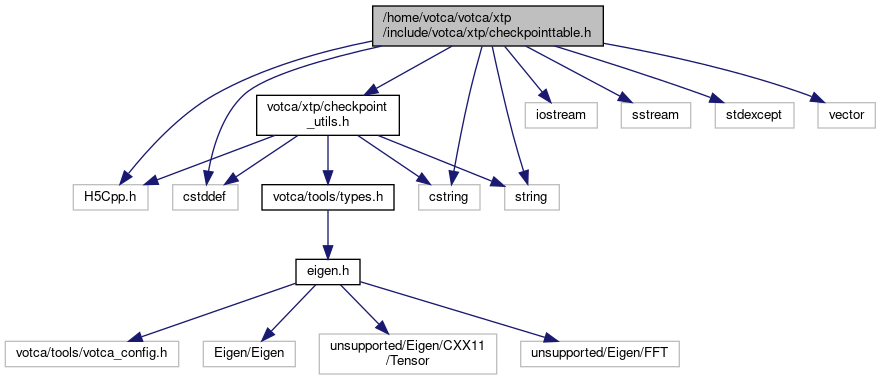 /home/votca/votca/xtp
/include/votca/xtp/checkpointtable.h
votca/xtp/checkpoint
_utils.h
iostream
sstream
stdexcept
vector
H5Cpp.h
cstddef
votca/tools/types.h
cstring
string
eigen.h
votca/tools/votca_config.h
Eigen/Eigen
unsupported/Eigen/CXX11
/Tensor
unsupported/Eigen/FFT